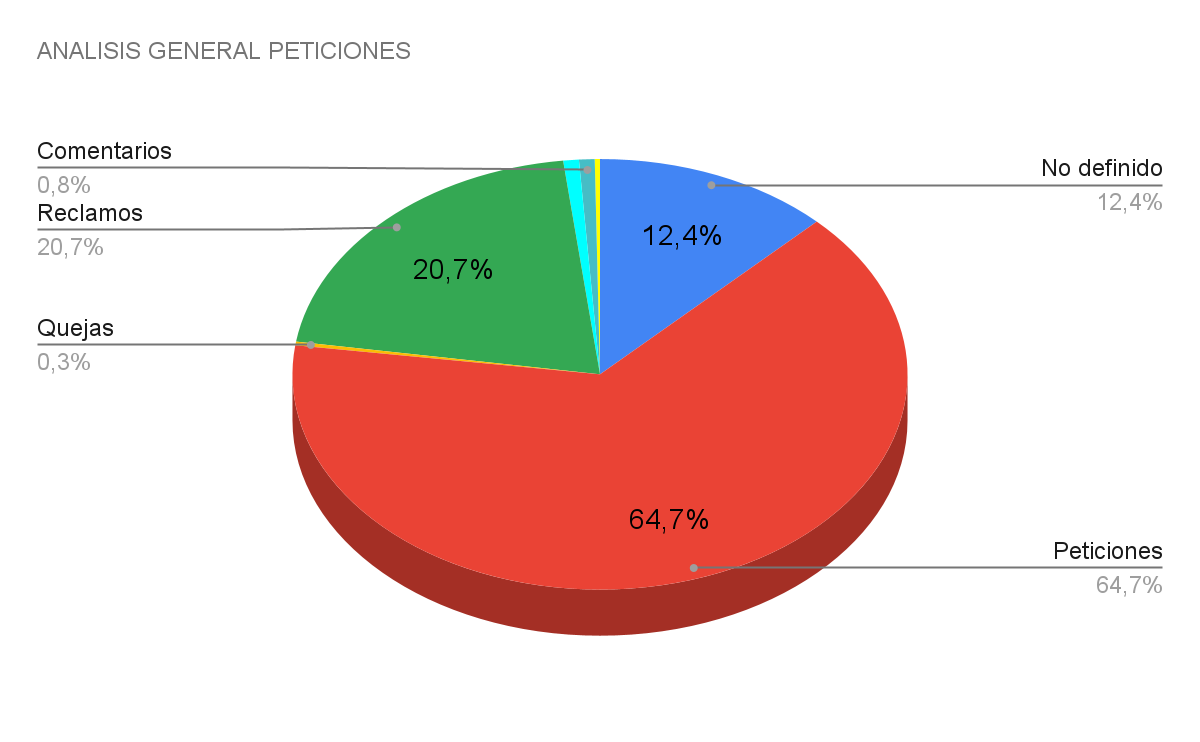 ANALISIS GENERAL PETICIONES
Comentarios
0,8%
Reclamos
20,7%
Quejas
0,3%
No definido
12,4%
Peticiones
64,7%
12,4%
20,7%
64,7%